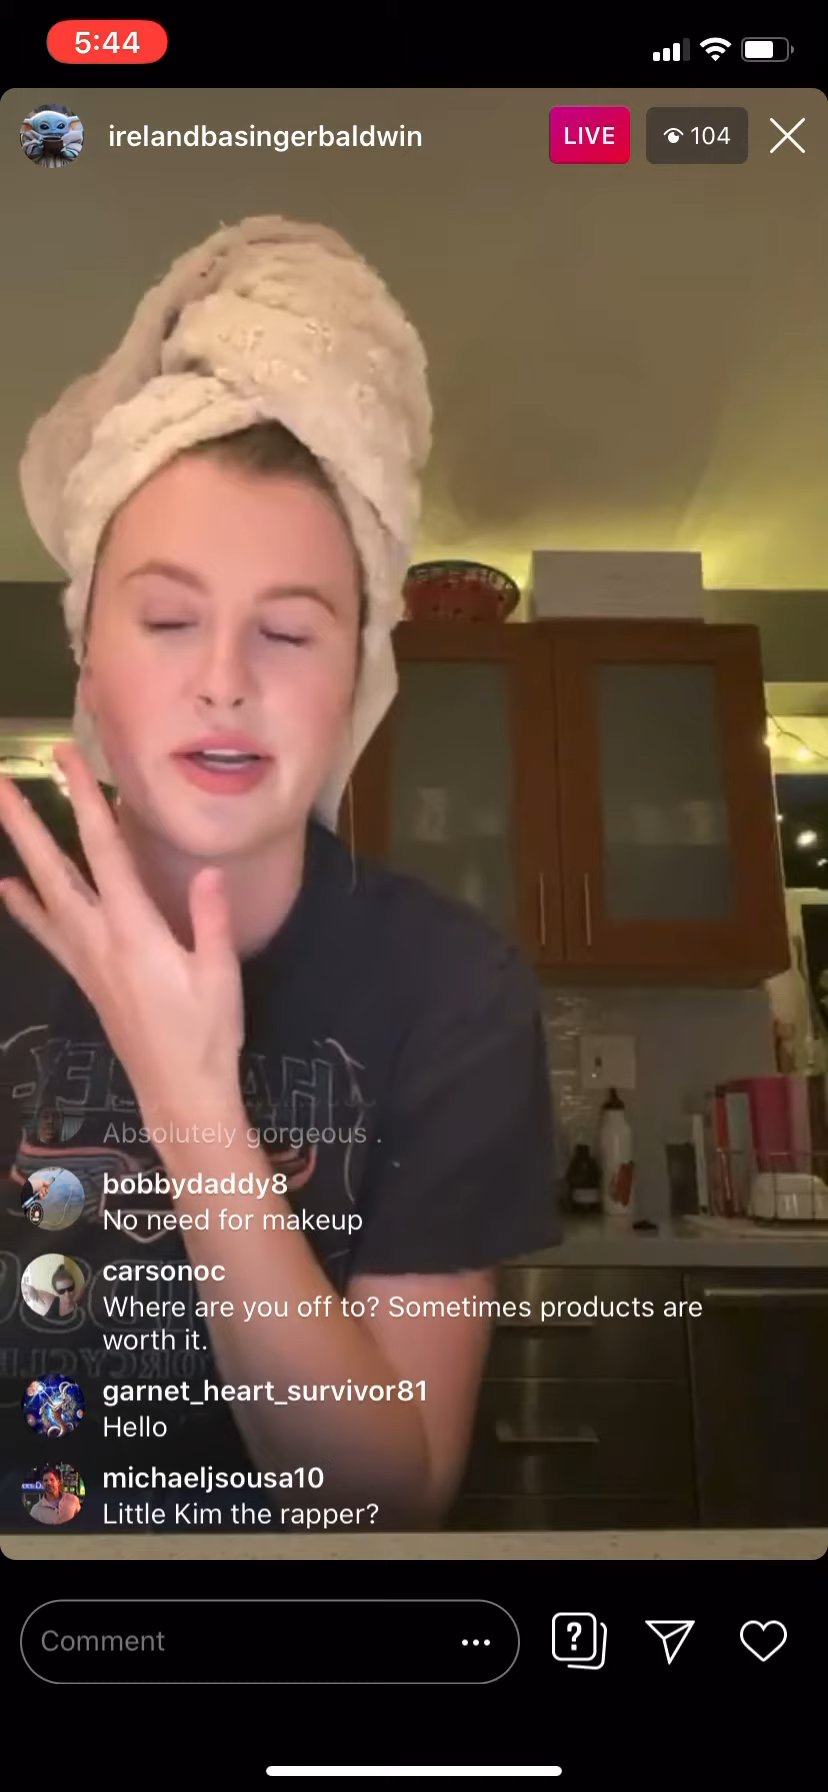 5:44
irelandbasingerbaldwin
LIVE
104
Absolutely gorgeous .
bobbydaddy8
No need for makeup
carsonoc
Where are you off to? Sometimes products are
worth it.
garnet_heart_survivor81
Hello
michaeljsousa10
Little Kim the rapper?
Comment
?